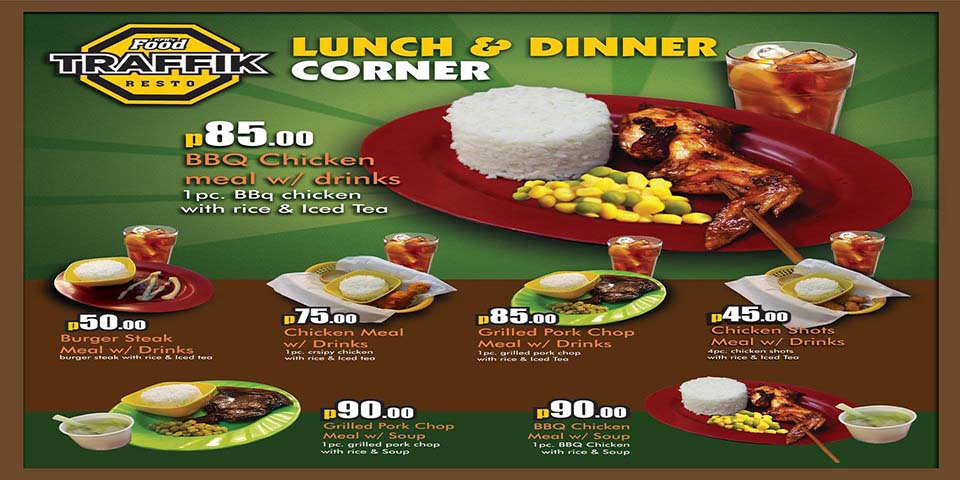 KPR's
Food
TRAFFIK
RESTO
LUNCH & DINNER
CORNER
P85.00
BBQ Chicken
meal w/ drinks
1pc. BBq chicken
with rice & Iced Tea
P50.00
Burger Steak
Meal w/ Drinks
burger steak with rice & Iced tea
P75.00
Chicken Meal
w/ Drinks
1pc. crsipy chicken
with rice & Iced tea
P85.00
Grilled Pork Chop
w/ Drinks
1pc. grilled pork chop
with rice & Iced Tea
P45.00
Chicken Shots
Meal w/ Drinks
4pc. chicken shots
with rice & Iced Tea
P90.00
Grilled Pork Chop
Meal w/ Soup
1pc. grilled pork chop
with rice & Soup
P90.00
BBQ Chicken
Meal w/ Soup
1pc. BBQ Chicken
with rice & Soup